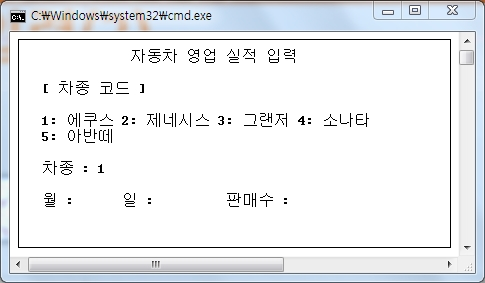 C:\Windows\system32\cmd.exe
자동차 영업 실적 입력
[ 차종 코드 ]
1: 에쿠스 2: 제네시스 3: 그랜저 4: 소나타
5: 아반떼
차종 : 1
월 : 일 : 판매수 :